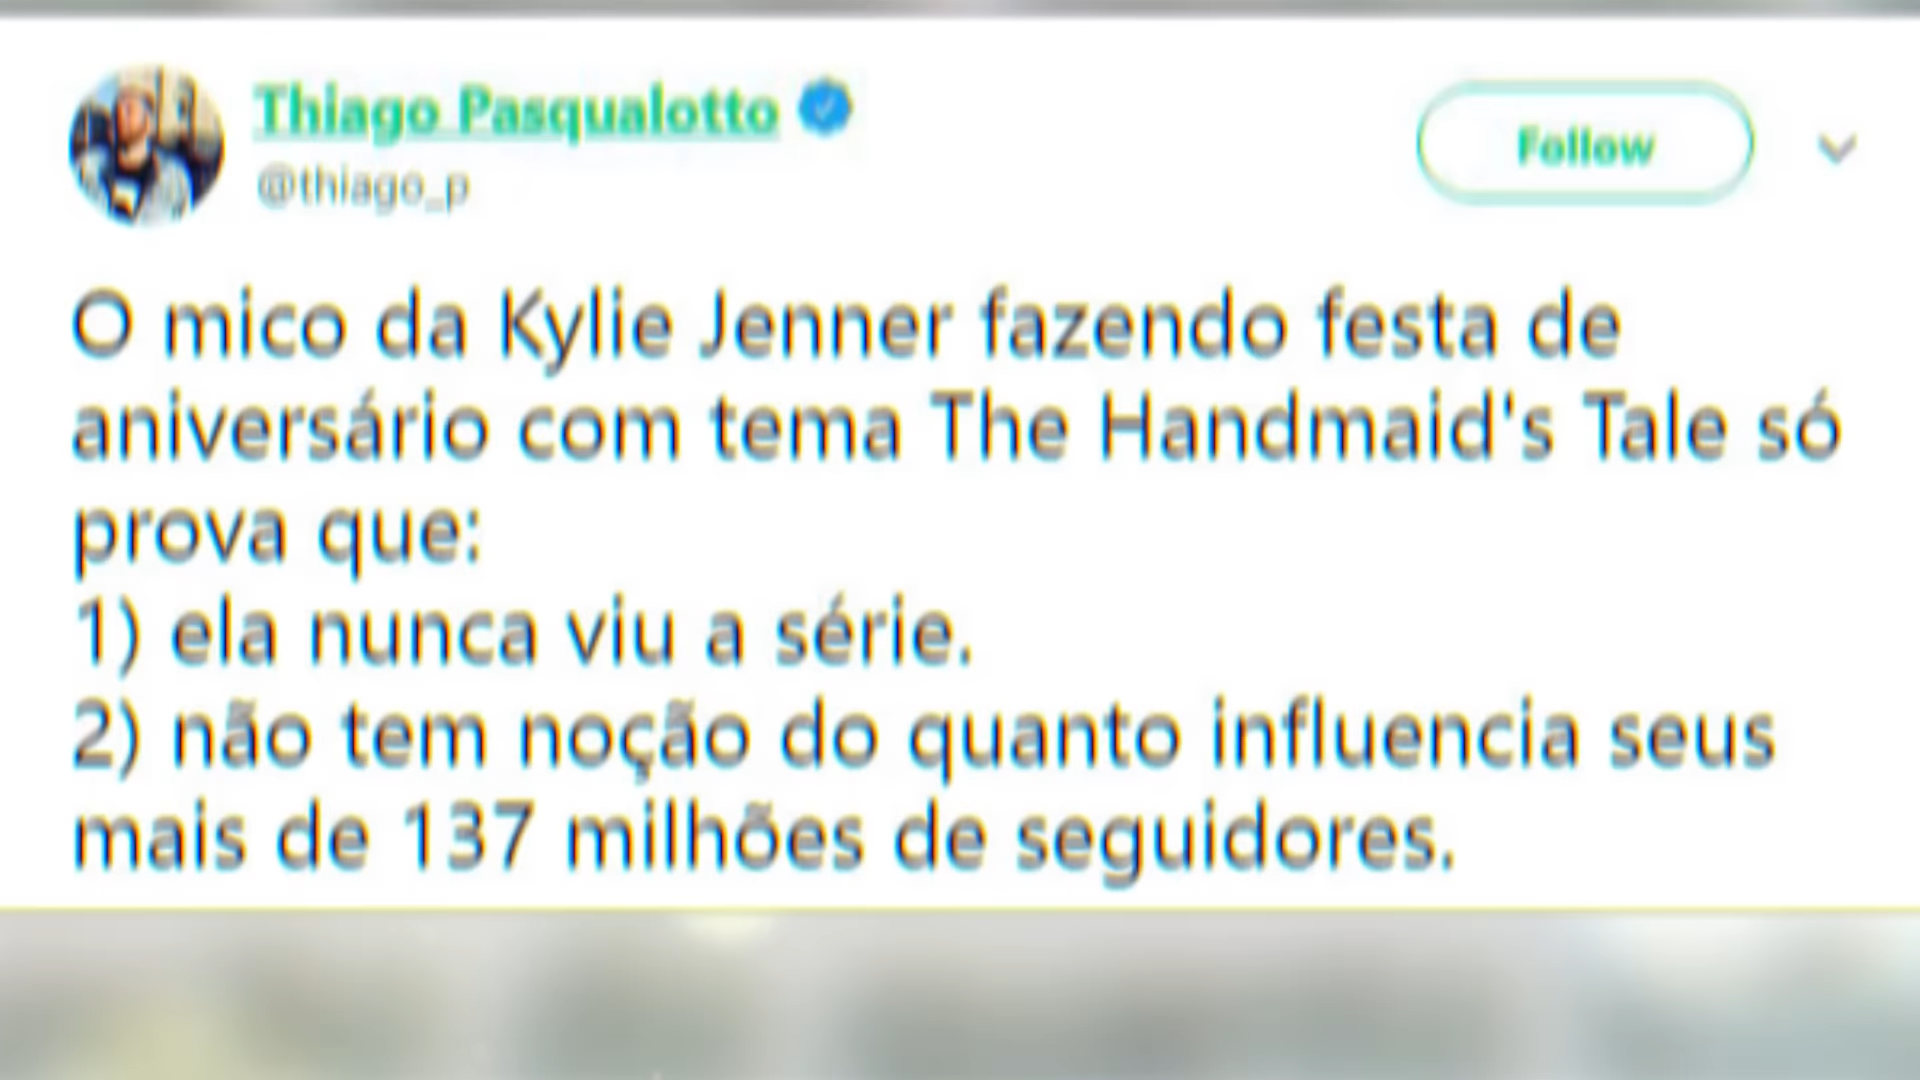 Thiago Pasqualotto
@thiago_p
Follow
O mico da Kylie Jenner fazendo festa de
aniversário com tema The Handmaid's Tale só
prova que:
1) ela nunca viu a série.
2) não tem noção do quanto influencia seus
mais de 137 milhões de seguidores.